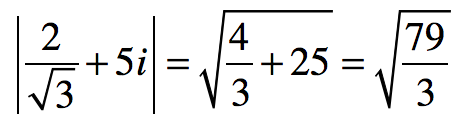 |2/√3 + 5i| = √(4/3 + 25) = √(79/3)